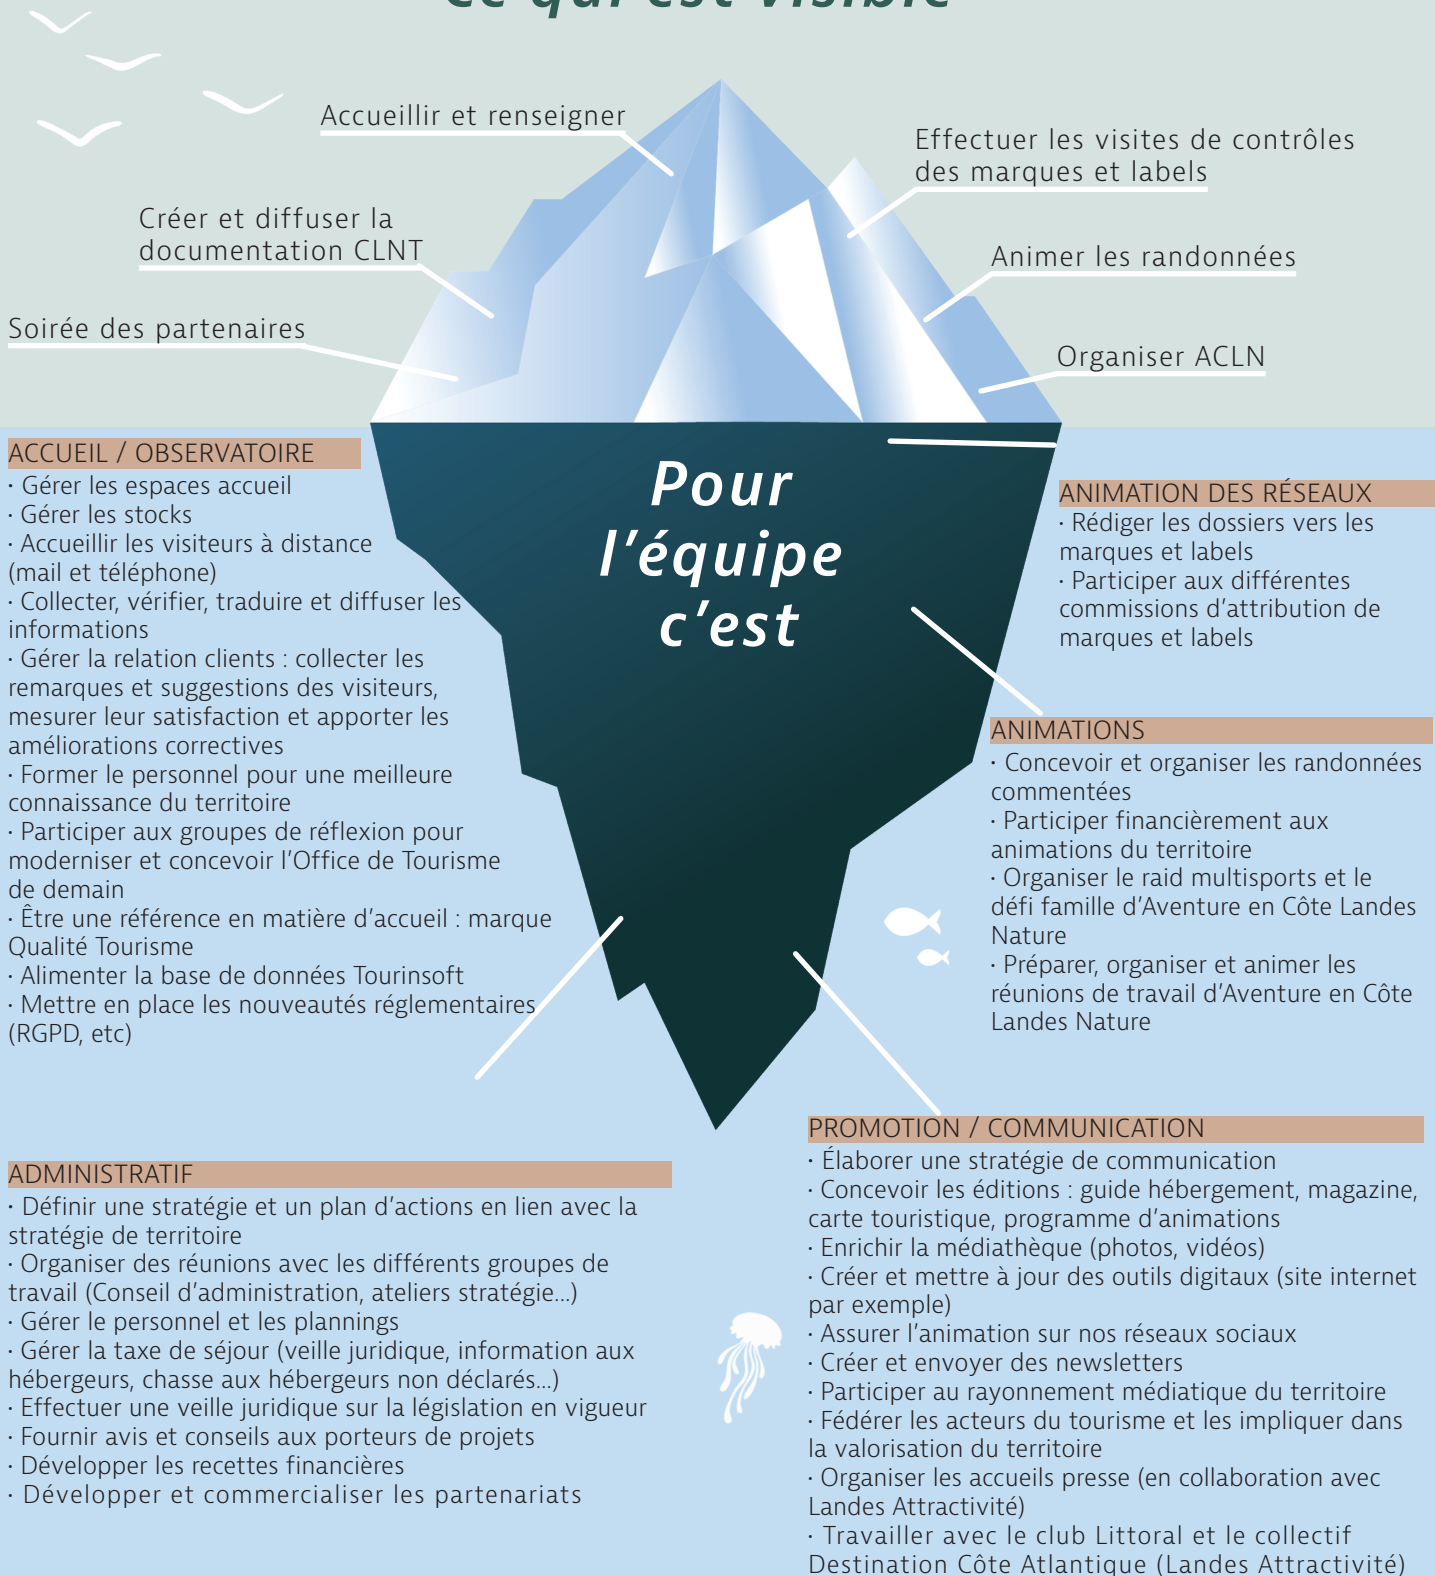 Ce qui est visible
Accueillir et renseigner
Effectuer les visites de contrôles
des marques et labels
Créer et diffuser la
documentation CLNT
Animer les randonnées
Soirée des partenaires
Organiser ACLN
Pour
l'équipe
c'est
ACCUEIL / OBSERVATOIRE
· Gérer les espaces accueil
· Gérer les stocks
· Accueillir les visiteurs à distance
(mail et téléphone)
· Collecter, vérifier, traduire et diffuser les
informations
· Gérer la relation clients : collecter les
remarques et suggestions des visiteurs,
mesurer leur satisfaction et apporter les
améliorations correctives
· Former le personnel pour une meilleure
connaissance du territoire
· Participer aux groupes de réflexion pour
moderniser et concevoir l'Office de Tourisme
de demain
· Être une référence en matière d'accueil : marque
Qualité Tourisme
· Alimenter la base de données Tourinsoft
· Mettre en place les nouveautés réglementaires
(RGPD, etc)
ANIMATION DES RÉSEAUX
· Rédiger les dossiers vers les
marques et labels
· Participer aux différentes
commissions d'attribution de
marques et labels
ANIMATIONS
· Concevoir et organiser les randonnées
commentées
· Participer financièrement aux
animations du territoire
· Organiser le raid multisports et le
défi famille d'Aventure en Côte Landes
Nature
· Préparer, organiser et animer les
réunions de travail d'Aventure en Côte
Landes Nature
ADMINISTRATIF
· Définir une stratégie et un plan d'actions en lien avec la
stratégie de territoire
· Organiser des réunions avec les différents groupes de
travail (Conseil d'administration, ateliers stratégie...)
· Gérer le personnel et les plannings
· Gérer la taxe de séjour (veille juridique, information aux
hébergeurs, chasse aux hébergeurs non déclarés...)
· Effectuer une veille juridique sur la législation en vigueur
· Fournir avis et conseils aux porteurs de projets
· Développer les recettes financières
· Développer et commercialiser les partenariats
PROMOTION / COMMUNICATION
· Élaborer une stratégie de communication
· Concevoir les éditions : guide hébergement, magazine,
carte touristique, programme d'animations
· Enrichir la médiathèque (photos, vidéos)
· Créer et mettre à jour des outils digitaux (site internet
par exemple)
· Assurer l'animation sur nos réseaux sociaux
· Créer et envoyer des newsletters
· Participer au rayonnement médiatique du territoire
· Fédérer les acteurs du tourisme et les impliquer dans
la valorisation du territoire
· Organiser les accueils presse (en collaboration avec
Landes Attractivité)
· Travailler avec le club Littoral et le collectif
Destination Côte Atlantique (Landes Attractivité)